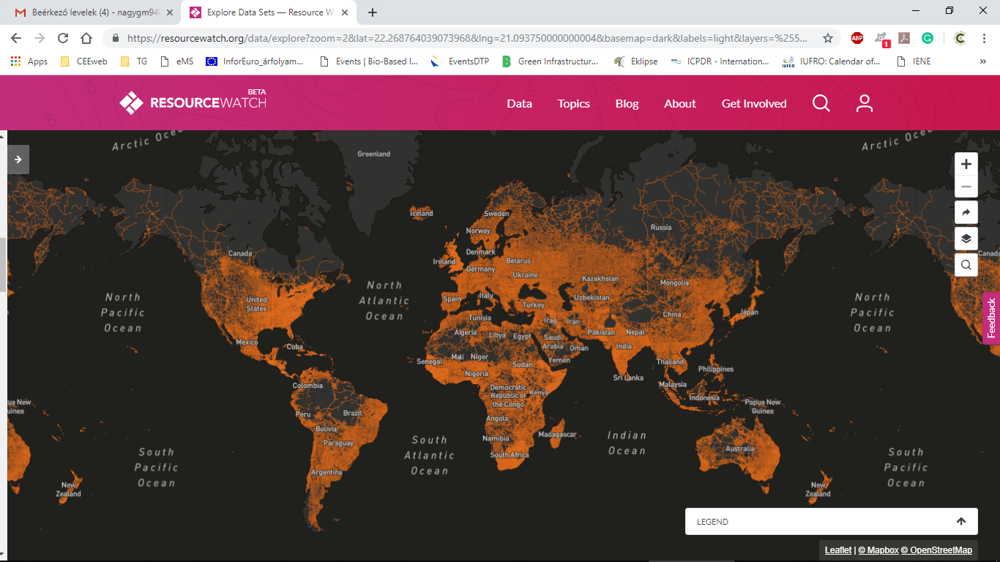 Beérkező levelek (4) - nagygm94
Explore Data Sets — Resource W
https://resourcewatch.org/data/explore?zoom=2&lat=22.268764039073968&lng=21.093750000000004&basemap=dark&labels=light&layers=%255...
ABP
1
Apps
CEEweb
TG
eMS
InforEuro_árfolyam...
Events | Bio-Based I...
EventsDTP
Green Infrastructur...
Eklipse
ICPDR - Internation...
IUFRO
IUFRO: Calendar of...
IENE
»
BETA
RESOURCEWATCH
Data
Topics
Blog
About
Get Involved
80
60
Arctic Ocea
Arctic Ocea
Greenland
Iceland
Sweden
Norway
Russia
Denmark
Canada
Canada
Ireland
Belarus
Germany
Ukraine
Kazakhstan
Mongolia
North
Pacific
Ocean
North
Atlantic
Ocean
United
States
Spain
Italy
Turkey
Uzbekistan
China
Japan
North
Pacific
Ocean
Tunisia
Iraq
Iran
Algeria
Libya
Egypt
Saudi
Arabia
Pakistan
Nepal
Mexico
Cuba
Oman
India
Senegal
Mali
Niger
Sudan
Yemen
Thailand
Philippines
Nigeria
Sri Lanka
Colombia
Democratic
Republic of
the Congo
Kenya
Malaysia
Indonesia
Papua New
Guinea
ua New
uinea
Peru
Brazil
Angola
Bolivia
Madagascar
Namibia
Paraguay
South
Atlantic
Ocean
Indian
Ocean
Australia
South
Pacific
Ocean
South Africa
South
Pacific
Ocean
Argentina
New
Zealand
New
Zealand
Feedback
LEGEND
Leaflet | © Mapbox © OpenStreetMap